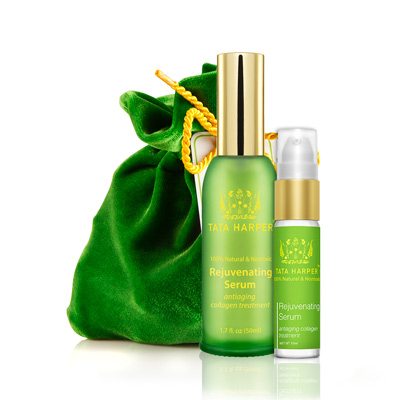 TATA HARPER
100% Natural & Nontoxic
Rejuvenating
Serum
antiaging
collagen treatment
1.7 fl. oz (50ml)
TATA HARPER
100% Natural & Nontoxic
Rejuvenating
Serum
antiaging collagen
treatment